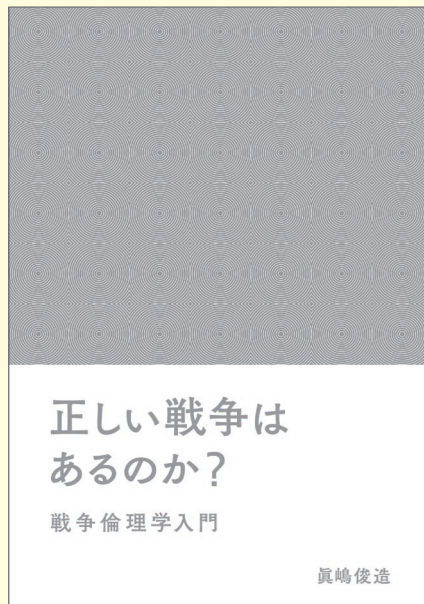 正しい戦争は
あるのか？
戦争倫理学入門
眞嶋俊造